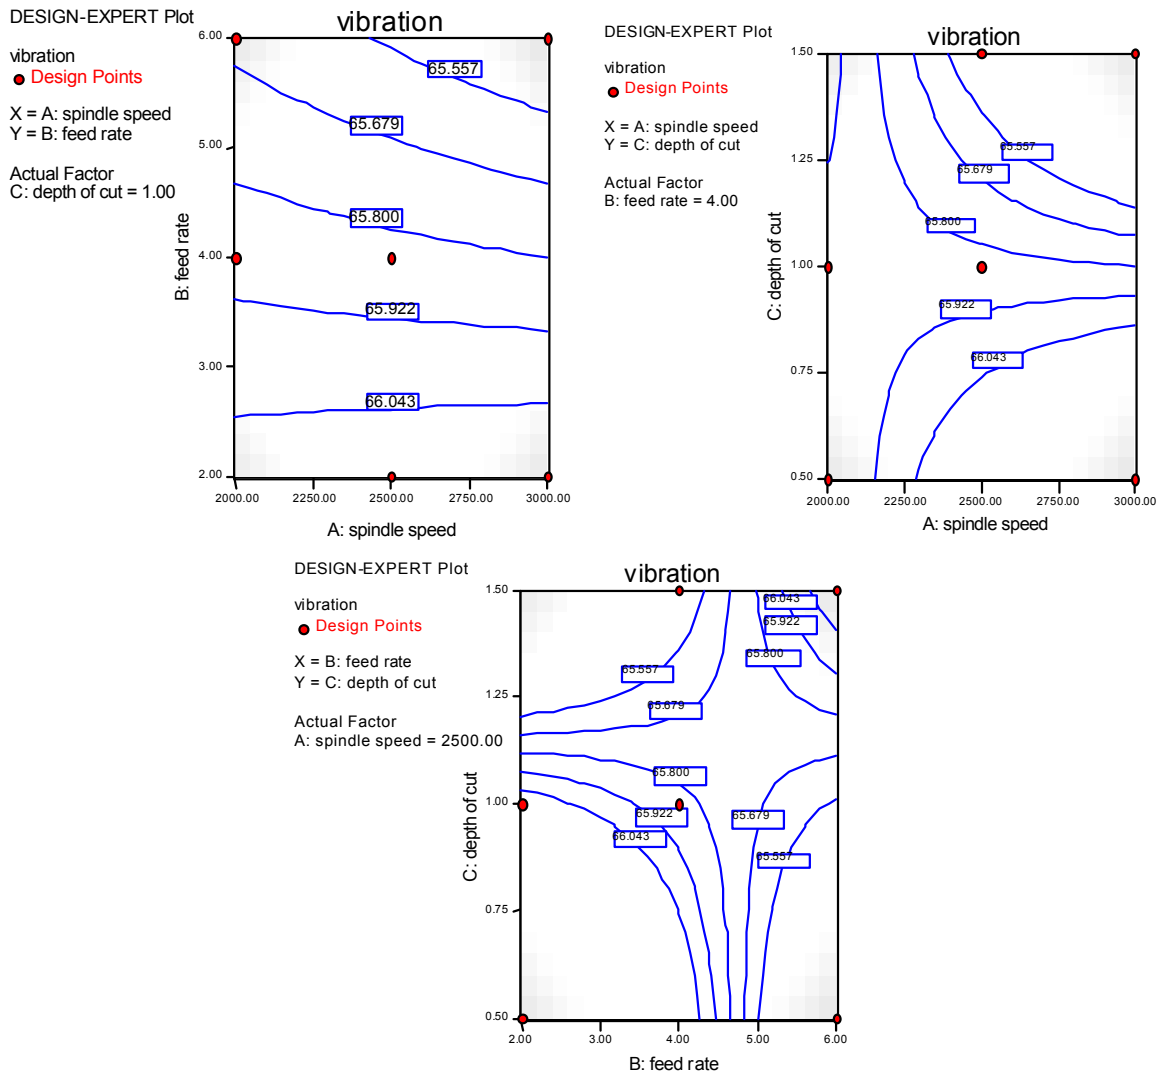 DESIGN-EXPERT Plot
vibration
Design Points
X = A: spindle speed
Y = B: feed rate
Actual Factor
C: depth of cut = 1.00
vibration
6.00
5.00
4.00
3.00
2.00
B: feed rate
65.557
65.679
65.800
65.922
66.043
2000.00 2250.00 2500.00 2750.00 3000.00
A: spindle speed
DESIGN-EXPERT Plot
vibration
Design Points
X = A: spindle speed
Y = C: depth of cut
Actual Factor
B: feed rate = 4.00
vibration
1.50
1.25
1.00
0.75
0.50
C: depth of cut
65.557
65.679
65.800
65.922
66.043
2000.00 2250.00 2500.00 2750.00 3000.00
A: spindle speed
DESIGN-EXPERT Plot
vibration
Design Points
X = B: feed rate
Y = C: depth of cut
Actual Factor
A: spindle speed = 2500.00
vibration
1.50
1.25
1.00
0.75
0.50
C: depth of cut
66.043
65.922
65.800
65.557
65.679
65.800
65.922
65.679
66.043
65.557
2.00 3.00 4.00 5.00 6.00
B: feed rate